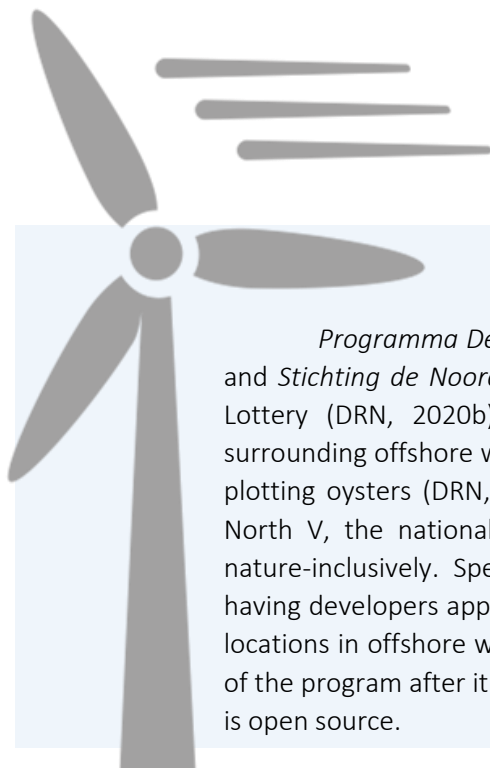 Programma De
and Stichting de Noord
Lottery (DRN, 2020b)
surrounding offshore w
plotting oysters (DRN,
North V, the national
nature-inclusively. Spe
having developers app
locations in offshore w
of the program after it
is open source.